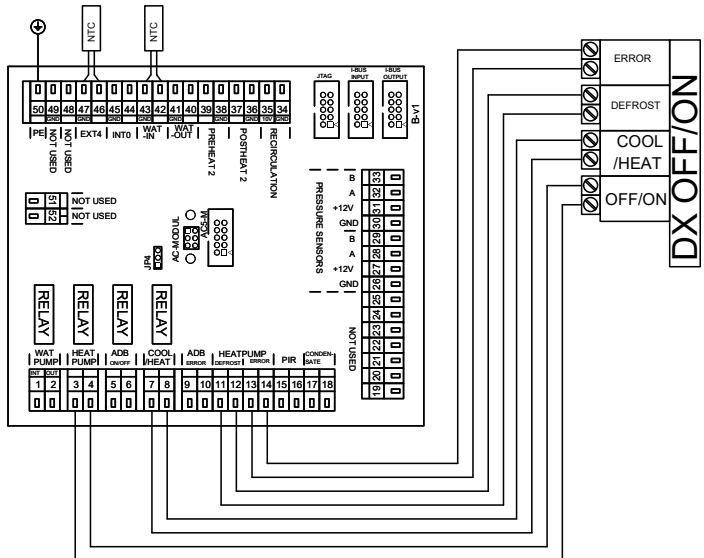 NTC
NTC
50 49 48 47 46 45 44 43 42 41 40 39 38 37 36 35 34
GND GND GND GND GND GND 10V GND
PE
NOT USED
NOT USED
EXT4
INT0
WAT
-IN
WAT
-OUT
PREHEAT 2
POSTHEAT 2
RECIRCULATION
JTAG
I-BUS
INPUT
I-BUS
OUTPUT
51 NOT USED
52 NOT USED
JP4
PRESSURE SENSORS
B 33
A 32
+12V 31
GND 30
B 29
A 28
+12V 27
GND 26
25
24
23
22
21
20
19
NOT USED
RELAY
RELAY
RELAY
RELAY
WAT
PUMP
HEAT
PUMP
ADB
ON/OFF
COOL
/HEAT
ADB
ERROR
HEATPUMP
DEFROST ERROR
PIR
CONDEN-
SATE
INT OUT
1 2 3 4 5 6 7 8 9 10 11 12 13 14 15 16 17 18
ERROR
DEFROST
COOL
/HEAT
OFF/ON
DX OFF/ON